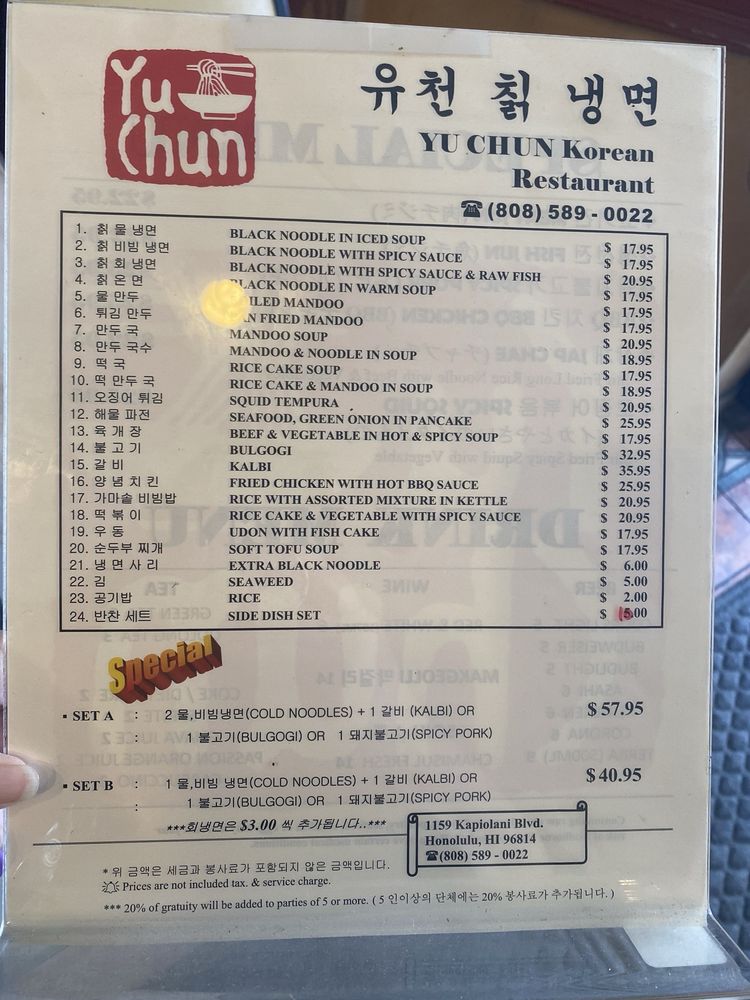 Yu Chun
유천 칡 냉면
YU CHUN Korean
Restaurant
☎(808) 589 - 0022
1. 칡 물 냉면 BLACK NOODLE IN ICED SOUP $ 17.95
2. 칡 비빔 냉면 BLACK NOODLE WITH SPICY SAUCE $ 17.95
3. 칡 회 냉면 BLACK NOODLE WITH SPICY SAUCE & RAW FISH $ 20.95
4. 칡 온 면 BLACK NOODLE IN WARM SOUP $ 17.95
5. 물 만두 ILED MANDOO $ 17.95
6. 튀김 만두 AN FRIED MANDOO $ 17.95
7. 만두 국 MANDOO SOUP $ 20.95
8. 만두 국수 MANDOO & NOODLE IN SOUP $ 18.95
9. 떡 국 RICE CAKE SOUP $ 17.95
10. 떡 만두 국 RICE CAKE & MANDOO IN SOUP $ 18.95
11. 오징어 튀김 SQUID TEMPURA $ 20.95
12. 해물 파전 SEAFOOD, GREEN ONION IN PANCAKE $ 25.95
13. 육 개 장 BEEF & VEGETABLE IN HOT & SPICY SOUP $ 17.95
14. 불 고 기 BULGOGI $ 32.95
15. 갈 비 KALBI $ 35.95
16. 양 념 치 킨 FRIED CHICKEN WITH HOT BBQ SAUCE $ 25.95
17. 가마솥 비빔밥 RICE WITH ASSORTED MIXTURE IN KETTLE $ 20.95
18. 떡 볶 이 RICE CAKE & VEGETABLE WITH SPICY SAUCE $ 20.95
19. 우 동 UDON WITH FISH CAKE $ 17.95
20. 순두부 찌개 SOFT TOFU SOUP $ 17.95
21. 냉 면 사 리 EXTRA BLACK NOODLE $ 6.00
22. 김 SEAWEED $ 5.00
23. 공기밥 RICE $ 2.00
24. 반찬 세트 SIDE DISH SET $ 15.00
Special
▪ SET A : 2 물,비빔냉면(COLD NOODLES) + 1 갈비 (KALBI) OR $ 57.95
: 1 불고기(BULGOGI) OR 1 돼지불고기(SPICY PORK)
▪ SET B : 1 물,비빔 냉면(COLD NOODLES) + 1 갈비 (KALBI) OR $ 40.95
: 1 불고기(BULGOGI) OR 1 돼지불고기(SPICY PORK)
***회냉면은 $3.00 씩 추가됩니다..***
1159 Kapiolani Blvd.
Honolulu, HI 96814
☎(808) 589 - 0022
* 위 금액은 세금과 봉사료가 포함되지 않은 금액입니다.
Prices are not included tax. & service charge.
*** 20% of gratuity will be added to parties of 5 or more. ( 5 인이상의 단체에는 20% 봉사료가 추가됩니다. )